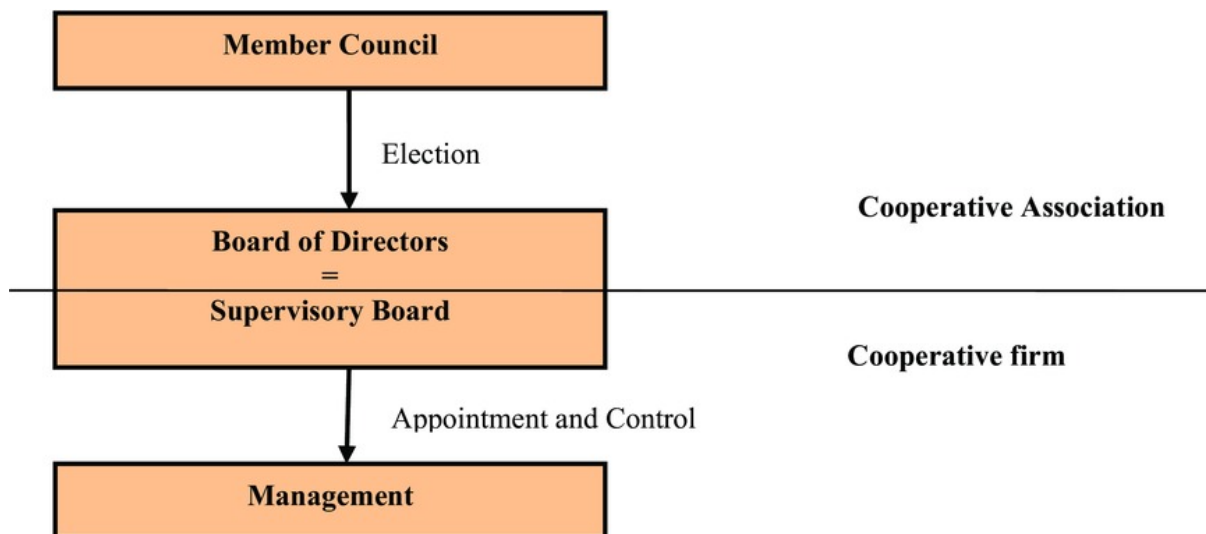 Member Council
Election
Cooperative Association
Board of Directors
=
Supervisory Board
Cooperative firm
Appointment and Control
Management